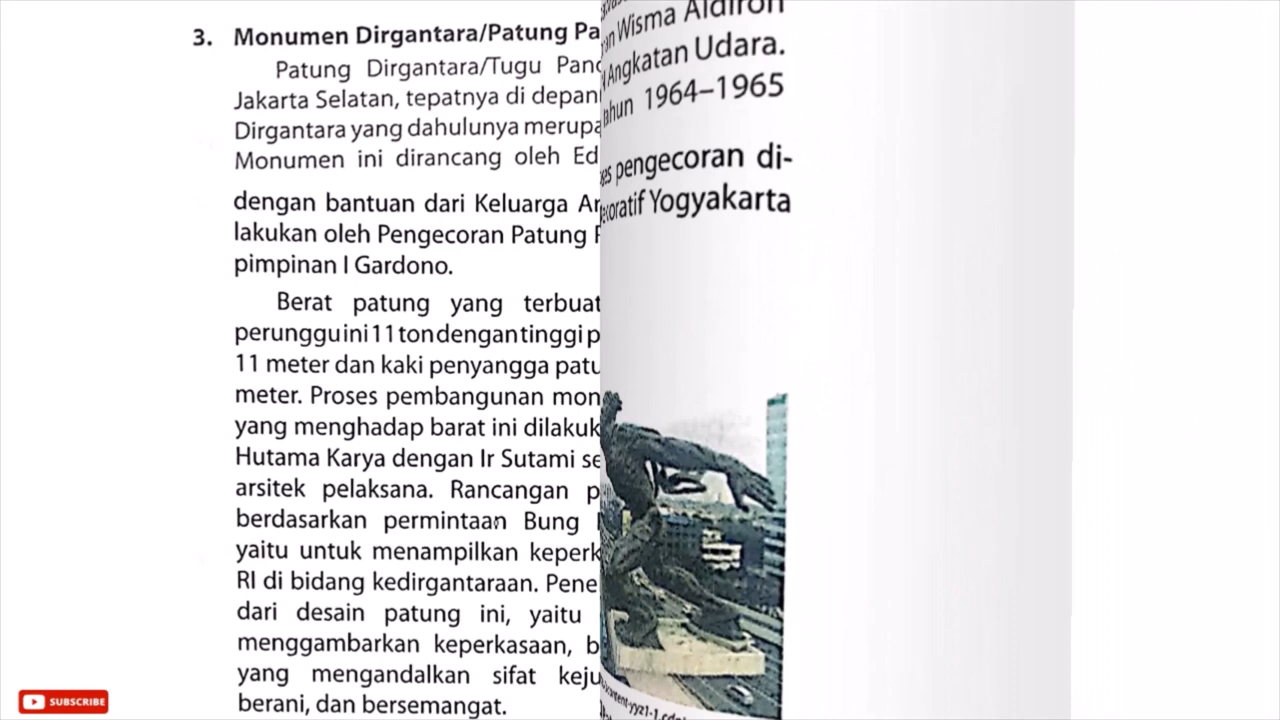 3. Monumen Dirgantara/Patung Pa
Patung Dirgantara/Tugu Panc
Jakarta Selatan, tepatnya di depan
Dirgantara yang dahulunya merupa
Monumen ini dirancang oleh Ed
dengan bantuan dari Keluarga Ar
lakukan oleh Pengecoran Patung P
pimpinan I Gardono.
Berat patung yang terbuat
perunggu ini 11 ton dengan tinggi p
11 meter dan kaki penyangga patu
meter. Proses pembangunan mon
yang menghadap barat ini dilakuk
Hutama Karya dengan Ir Sutami se
arsitek pelaksana. Rancangan p
berdasarkan permintaan Bung
yaitu untuk menampilkan keperk
RI di bidang kedirgantaraan. Pene
dari desain patung ini, yaitu
menggambarkan keperkasaan, b
yang mengandalkan sifat keju
berani, dan bersemangat.
Wisma Aldiron
Angkatan Udara.
tahun 1964–1965
pengecoran di-
koratif Yogyakarta
SUBSCRIBE